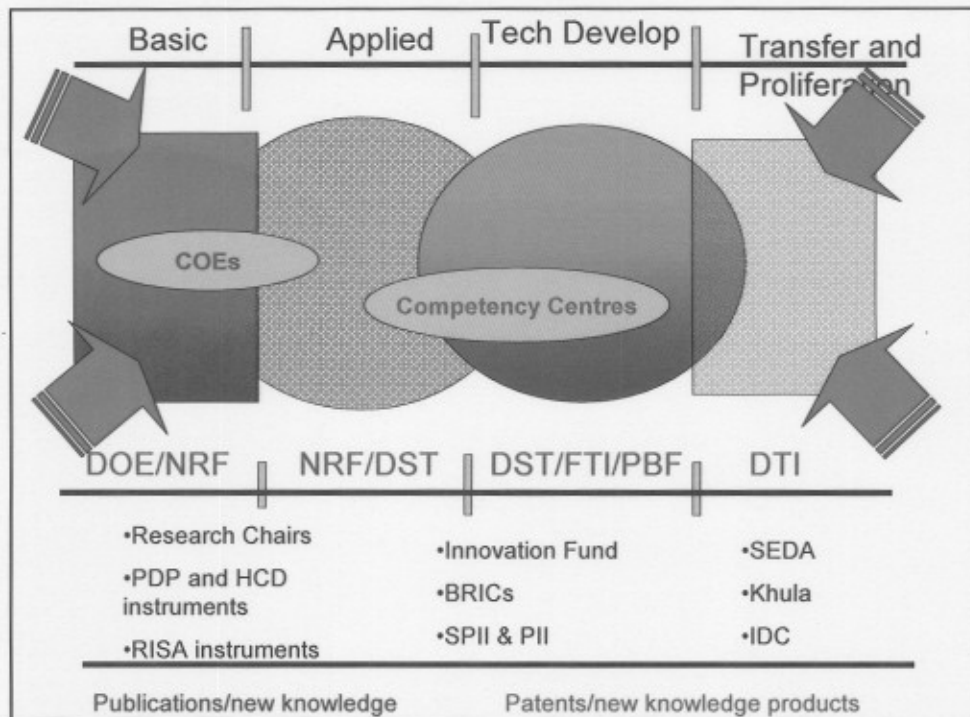 Basic
Applied
Tech Develop
Transfer and
Proliferation
COEs
Competency Centres
DOE/NRF
NRF/DST
DST/FTI/PBF
DTI
•Research Chairs
•PDP and HCD
instruments
•RISA instruments
•Innovation Fund
•BRICs
•SPII & PII
•SEDA
•Khula
•IDC
Publications/new knowledge
Patents/new knowledge products